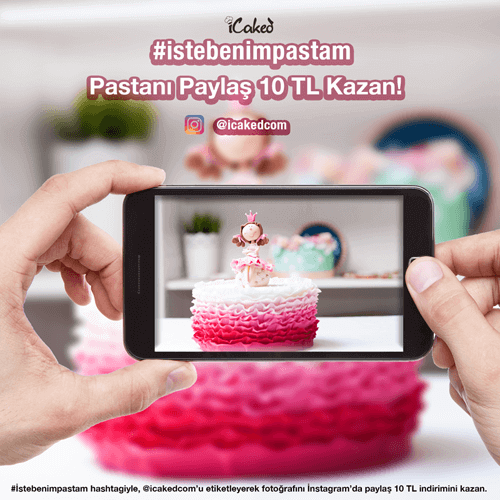 iCaked
#istebenimpastam
Pastanı Paylaş 10 TL Kazan!
@icakedcom
#İstebenimpastam hashtagiyle, @icakedcom'u etiketleyerek fotoğrafını İnstagram'da paylaş 10 TL indirimini kazan.